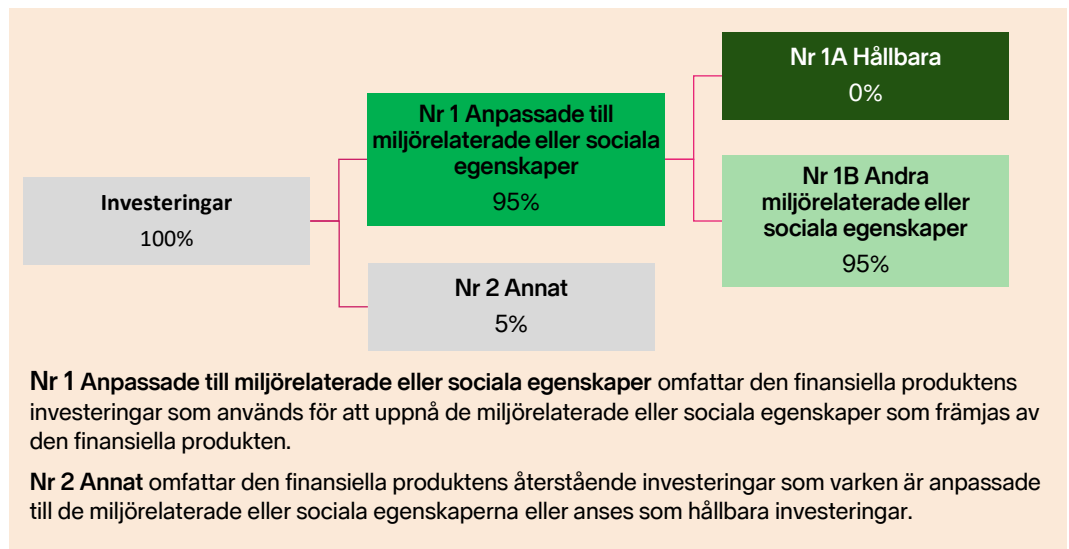 Investeringar
100%
Nr 1 Anpassade till
miljörelaterade eller sociala
egenskaper
95%
Nr 2 Annat
5%
Nr 1A Hållbara
0%
Nr 1B Andra
miljörelaterade eller
sociala egenskaper
95%
Nr 1 Anpassade till miljörelaterade eller sociala egenskaper omfattar den finansiella produktens
investeringar som används för att uppnå de miljörelaterade eller sociala egenskaper som främjas av
den finansiella produkten.
Nr 2 Annat omfattar den finansiella produktens återstående investeringar som varken är anpassade
till de miljörelaterade eller sociala egenskaperna eller anses som hållbara investeringar.